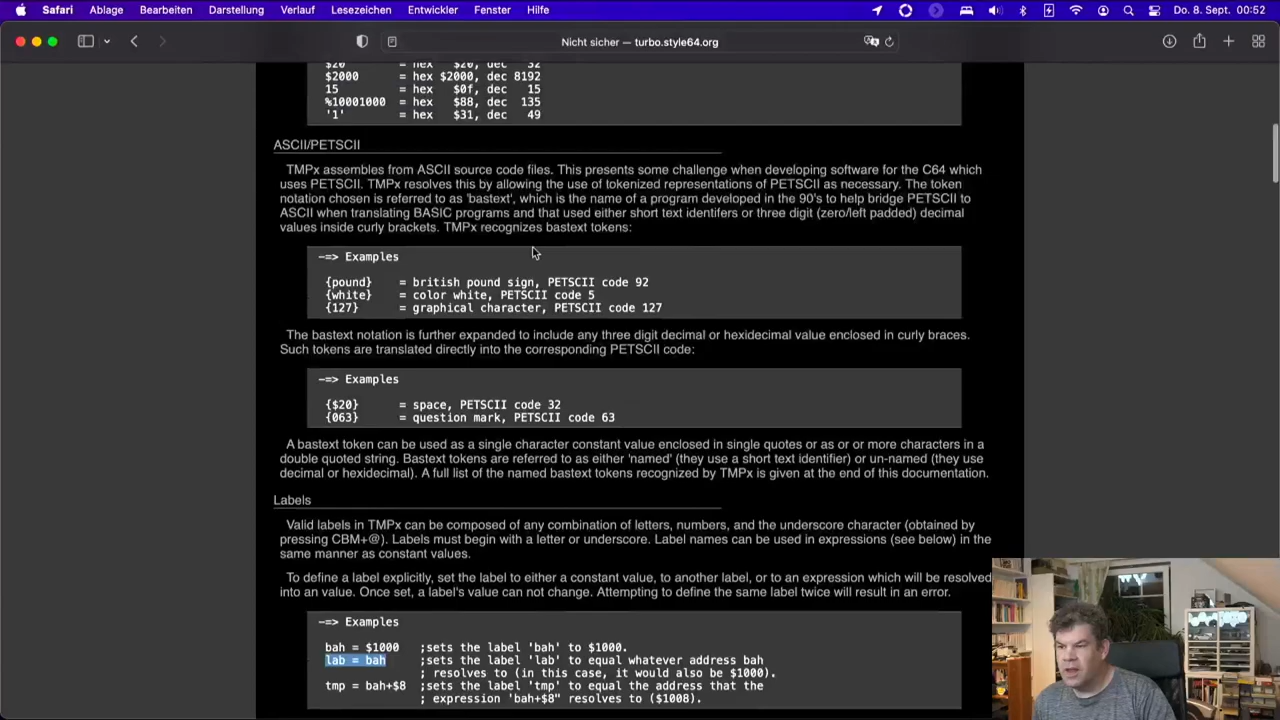 Safari Ablage Bearbeiten Darstellung Verlauf Lesezeichen Entwickler Fenster Hilfe Do. 8. Sept. 00:52
Nicht sicher — turbo.style64.org
$20 = hex $20, dec 32
$2000 = hex $2000, dec 8192
15 = hex $0f, dec 15
%10001000 = hex $88, dec 135
'1' = hex $31, dec 49
ASCII/PETSCII
TMPx assembles from ASCII source code files. This presents some challenge when developing software for the C64 which
uses PETSCII. TMPx resolves this by allowing the use of tokenized representations of PETSCII as necessary. The token
notation chosen is referred to as 'bastext', which is the name of a program developed in the 90's to help bridge PETSCII to
ASCII when translating BASIC programs and that used either short text identifers or three digit (zero/left padded) decimal
values inside curly brackets. TMPx recognizes bastext tokens:
-=> Examples
{pound} = british pound sign, PETSCII code 92
{white} = color white, PETSCII code 5
{127} = graphical character, PETSCII code 127
The bastext notation is further expanded to include any three digit decimal or hexidecimal value enclosed in curly braces.
Such tokens are translated directly into the corresponding PETSCII code:
-=> Examples
{$20} = space, PETSCII code 32
{063} = question mark, PETSCII code 63
A bastext token can be used as a single character constant value enclosed in single quotes or as or or more characters in a
double quoted string. Bastext tokens are referred to as either 'named' (they use a short text identifier) or un-named (they use
decimal or hexidecimal). A full list of the named bastext tokens recognized by TMPx is given at the end of this documentation.
Labels
Valid labels in TMPx can be composed of any combination of letters, numbers, and the underscore character (obtained by
pressing CBM+@). Labels must begin with a letter or underscore. Label names can be used in expressions (see below) in the
same manner as constant values.
To define a label explicitly, set the label to either a constant value, to another label, or to an expression which will be resolved
into an value. Once set, a label's value can not change. Attempting to define the same label twice will result in an error.
-=> Examples
bah = $1000 ;sets the label 'bah' to $1000.
lab = bah ;sets the label 'lab' to equal whatever address bah
; resolves to (in this case, it would also be $1000).
tmp = bah+$8 ;sets the label 'tmp' to equal the address that the
; expression 'bah+$8" resolves to ($1008).